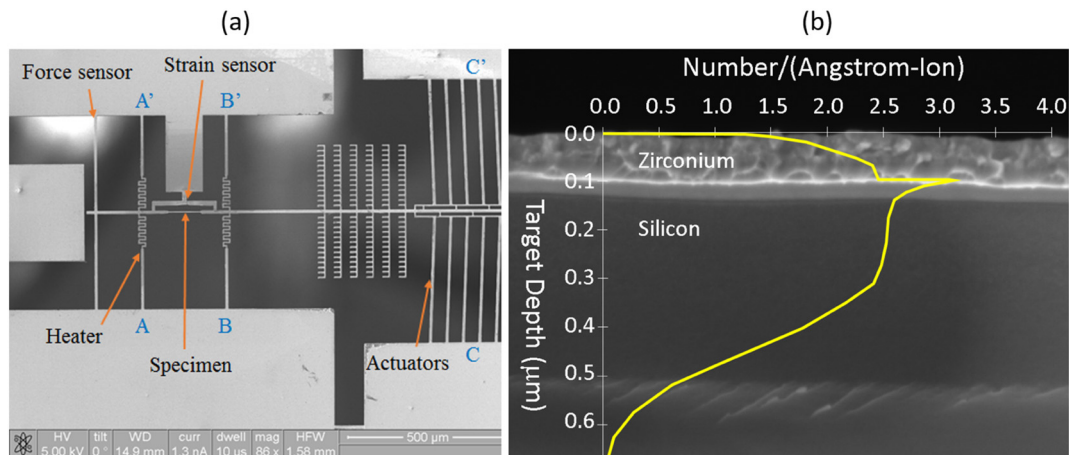 (a)
(b)
Force sensor
Strain sensor
C'
A'
B'
Heater
A
B
Specimen
Actuators
C
HV
tilt
WD
curr
dwell
mag
HFW
500 μm
5.00 kV
0 °
14.9 mm
1.3 nA
10 μs
86 x
1.58 mm
Number/(Angstrom-Ion)
0.0 0.5 1.0 1.5 2.0 2.5 3.0 3.5 4.0
0.0
Zirconium
0.1
0.2
Silicon
0.3
0.4
0.5
0.6
Target Depth (μm)